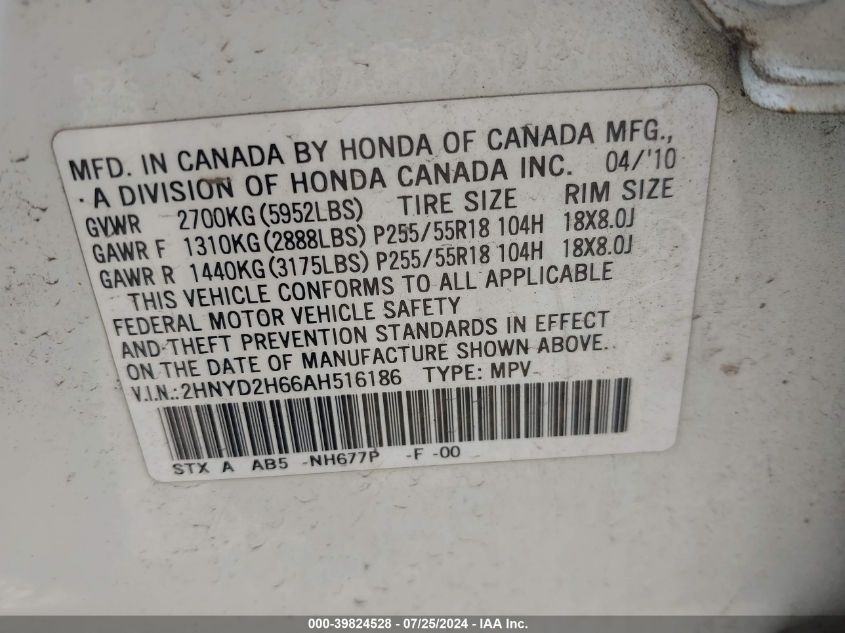 MFD. IN CANADA BY HONDA OF CANADA MFG.,
A DIVISION OF HONDA CANADA INC. 04/'10
GVWR 2700KG(5952LBS) TIRE SIZE RIM SIZE
GAWR F 1310KG(2888LBS) P255/55R18 104H 18X8.0J
GAWR R 1440KG(3175LBS) P255/55R18 104H 18X8.0J
THIS VEHICLE CONFORMS TO ALL APPLICABLE
FEDERAL MOTOR VEHICLE SAFETY
AND THEFT PREVENTION STANDARDS IN EFFECT
ON THE DATE OF MANUFACTURE SHOWN ABOVE.
V.I.N.:2HNYD2H66AH516186 TYPE: MPV
STX A AB5 -NH677P -F -00
000-39824528 - 07/25/2024 - IAA Inc.